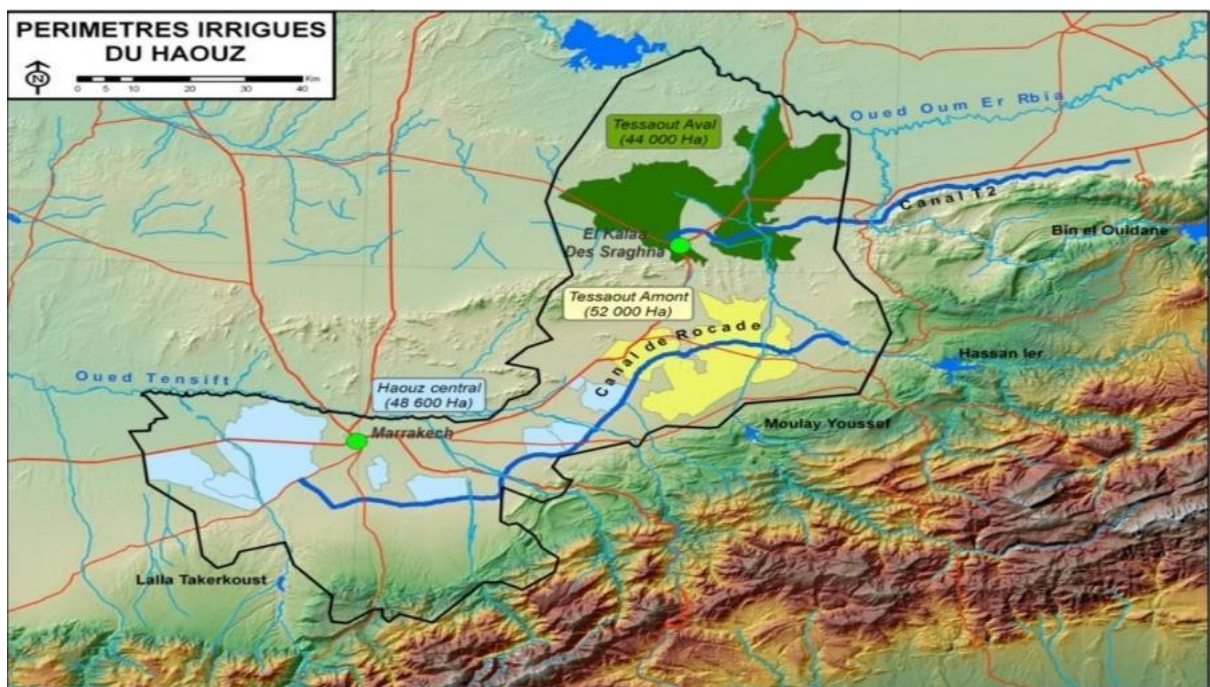 PERIMETRES IRRIGUES
DU HAOUZ
N
0 5 10 20 30 40 Km
Oued Oum Er Rbia
Tessaout Aval
(44 000 Ha)
Canal T2
Bin el Ouidane
El Kalaa
Des Sraghna
Tessaout Amont
(52 000 Ha)
Canal de Rocade
Hassan Ier
Oued Tensift
Haouz central
(48 600 Ha)
Marrakech
Moulay Youssef
Lalla Takerkoust